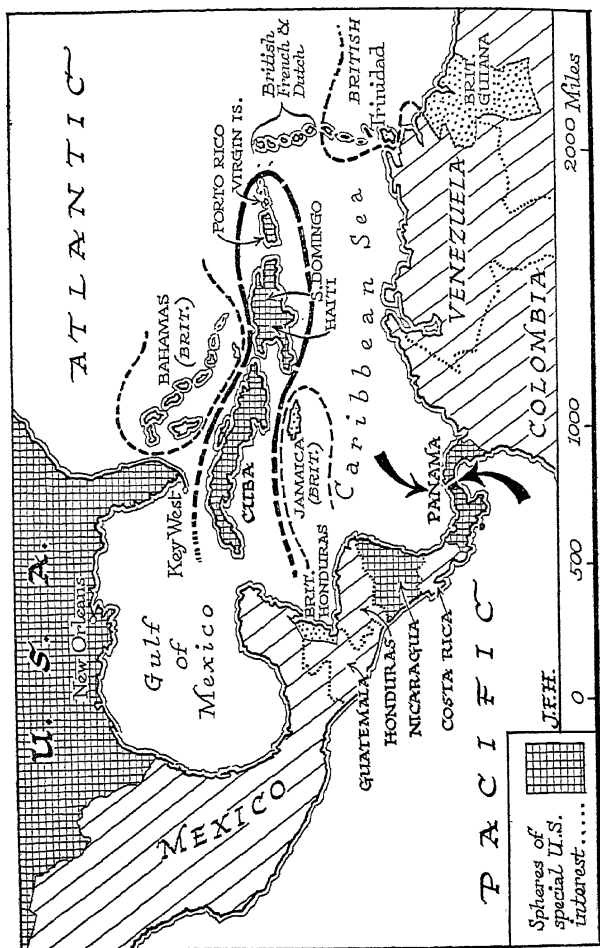 ATLANTIC
U. S. A.
New Orleans
Gulf
of
Mexico
Key West
BAHAMAS
(BRIT.)
CUBA
PORTO RICO
VIRGIN IS.
British
French &
Dutch
BRITISH
Trinidad
S. DOMINGO
HAITI
JAMAICA
(BRIT.)
Caribbean Sea
MEXICO
BRIT.
HONDURAS
GUATEMALA
HONDURAS
NICARAGUA
COSTA RICA
PANAMA
COLOMBIA
VENEZUELA
BRIT.
GUIANA
PACIFIC
Spheres of
special U.S.
interest.....
J.F.H.
0 500 1000 2000 Miles